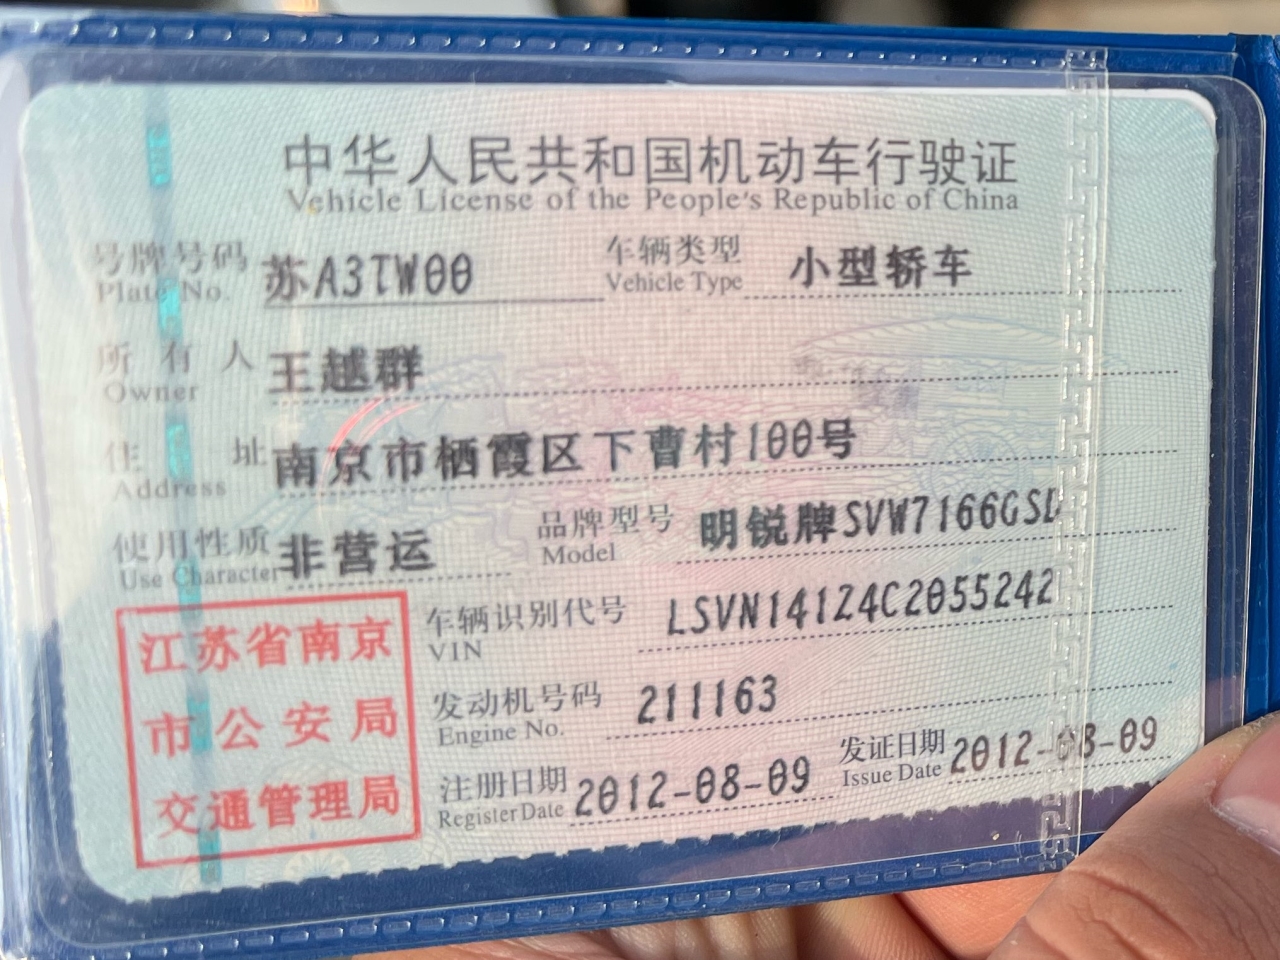 中华人民共和国机动车行驶证
Vehicle License of the People's Republic of China
号牌号码 苏A3TW00 车辆类型 小型轿车
Plate No. Vehicle Type
所有人 王越群
Owner
住址 南京市栖霞区下曹村100号
Address
使用性质 非营运 品牌型号 明锐牌SVW7166GSD
Use Character Model
江苏省南京
市公安局
交通管理局
车辆识别代号 LSVN14124C2055242
VIN
发动机号码 211163
Engine No.
注册日期 2012-08-09 发证日期 2012-08-09
Register Date Issue Date